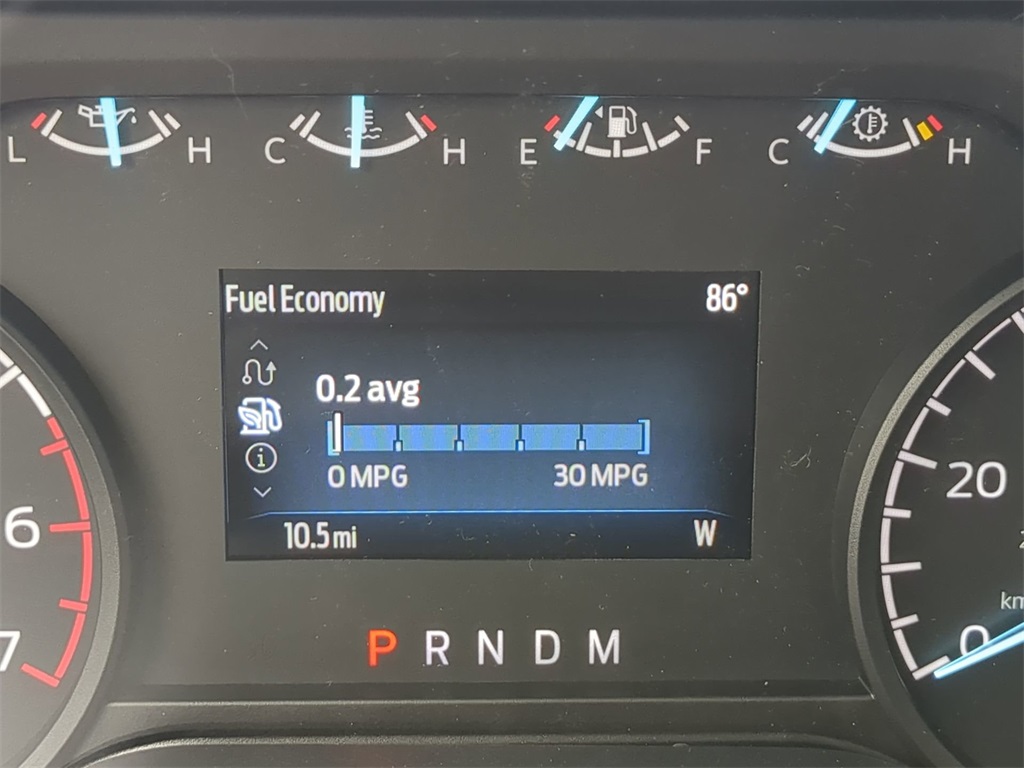 L H C H E F C H
Fuel Economy 86°
0.2 avg
i
0 MPG 30 MPG
10.5 mi W
P R N D M
6
7
20
0